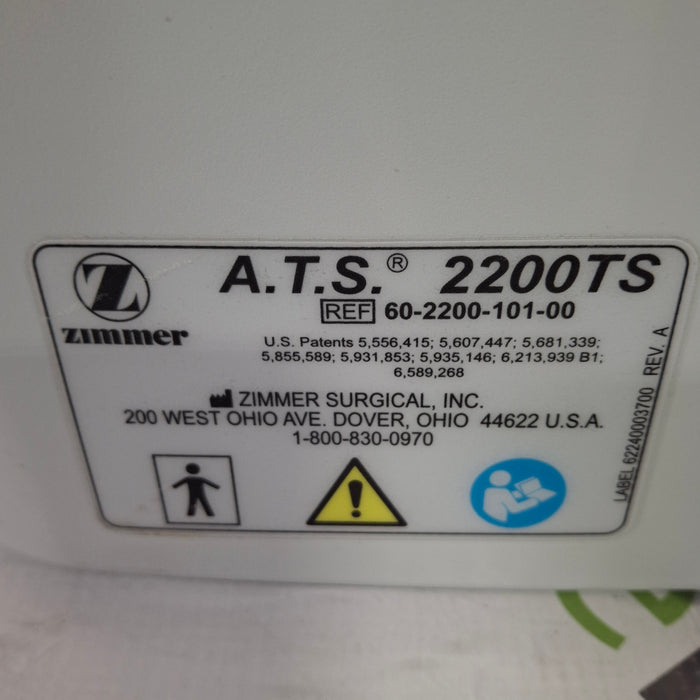 Z
zimmer
A.T.S.® 2200TS
REF 60-2200-101-00
U.S. Patents 5,556,415; 5,607,447; 5,681,339;
5,855,589; 5,931,853; 5,935,146; 6,213,939 B1;
6,589,268
ZIMMER SURGICAL, INC.
200 WEST OHIO AVE. DOVER, OHIO 44622 U.S.A.
1-800-830-0970
LABEL 62240003700 REV. A